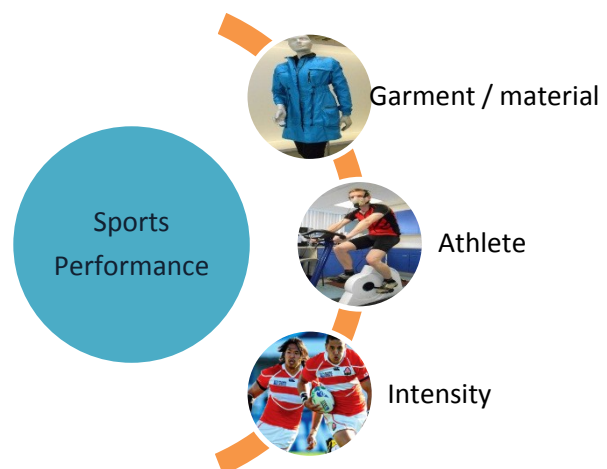 Sports
Performance
Garment / material
Athlete
Intensity